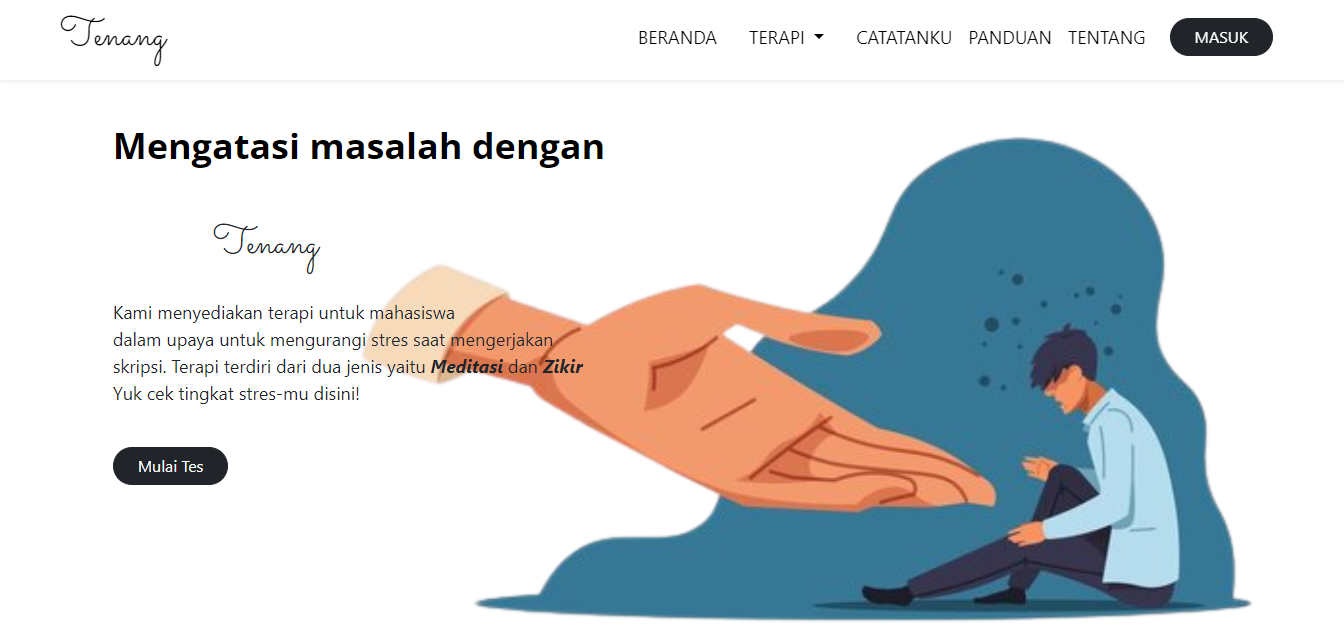 Tenang
BERANDA TERAPI CATATANKU PANDUAN TENTANG MASUK
Mengatasi masalah dengan
Tenang
Kami menyediakan terapi untuk mahasiswa
dalam upaya untuk mengurangi stres saat mengerjakan
skripsi. Terapi terdiri dari dua jenis yaitu Meditasi dan Zikir
Yuk cek tingkat stres-mu disini!
Mulai Tes